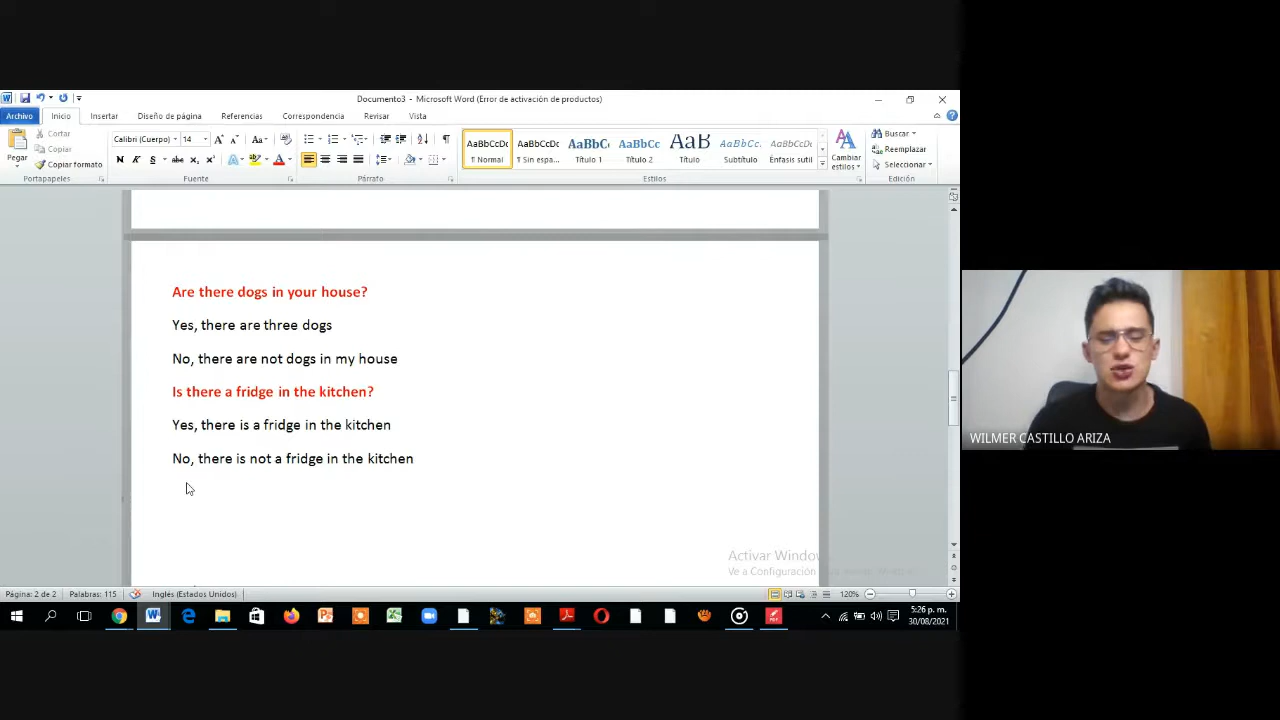 Documento3 - Microsoft Word (Error de activación de productos)
Archivo Inicio Insertar Diseño de página Referencias Correspondencia Revisar Vista
Pegar
Cortar
Copiar
Copiar formato
Portapapeles
Calibri (Cuerpo) 14
Fuente
Párrafo
AaBbCcDc AaBbCcDc AaBbCc AaBbCc AaB AaBbCc. AaBbCcDc
¶ Normal ¶ Sin espa... Título 1 Título 2 Título Subtítulo Énfasis sutil
Estilos
Cambiar estilos
Buscar
Reemplazar
Seleccionar
Edición
Are there dogs in your house?
Yes, there are three dogs
No, there are not dogs in my house
Is there a fridge in the kitchen?
Yes, there is a fridge in the kitchen
No, there is not a fridge in the kitchen
Activar Window
Ve a Configuración
Página: 2 de 2 Palabras: 115 Inglés (Estados Unidos) 120%
5:26 p. m.
30/08/2021
WILMER CASTILLO ARIZA